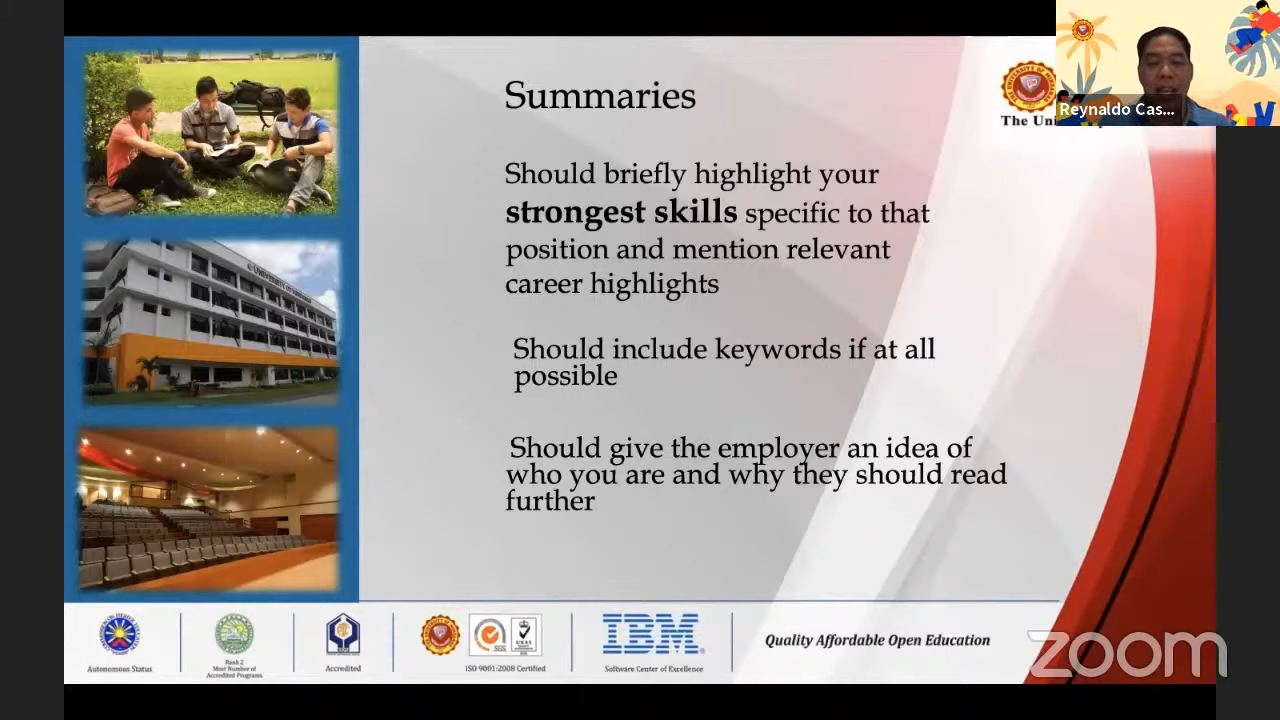 Summaries
Should briefly highlight your
strongest skills specific to that
position and mention relevant
career highlights
Should include keywords if at all
possible
Should give the employer an idea of
who you are and why they should read
further
The Uni
Reynaldo Cas...
Autonomous Status
Rank 2
Most Number of
Accredited Programs
Accredited
SGS
UKAS
ISO 9001:2008 Certified
IBM
Software Center of Excellence
Quality Affordable Open Education
zoom